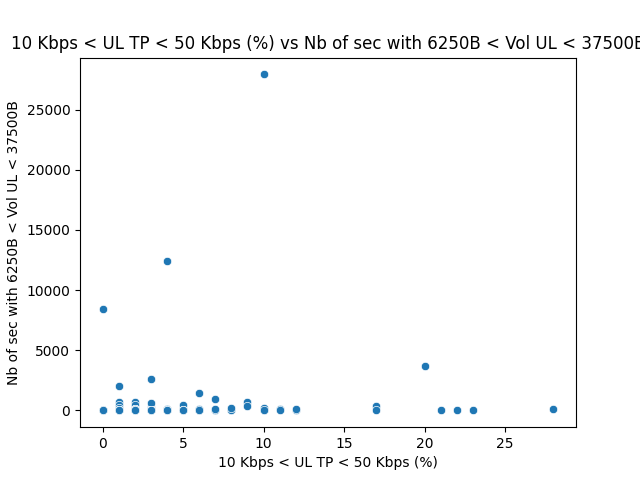 10 Kbps < UL TP < 50 Kbps (%) vs Nb of sec with 6250B < Vol UL < 37500B
Nb of sec with 6250B < Vol UL < 37500B
25000
20000
15000
10000
5000
0
0 5 10 15 20 25
10 Kbps < UL TP < 50 Kbps (%)